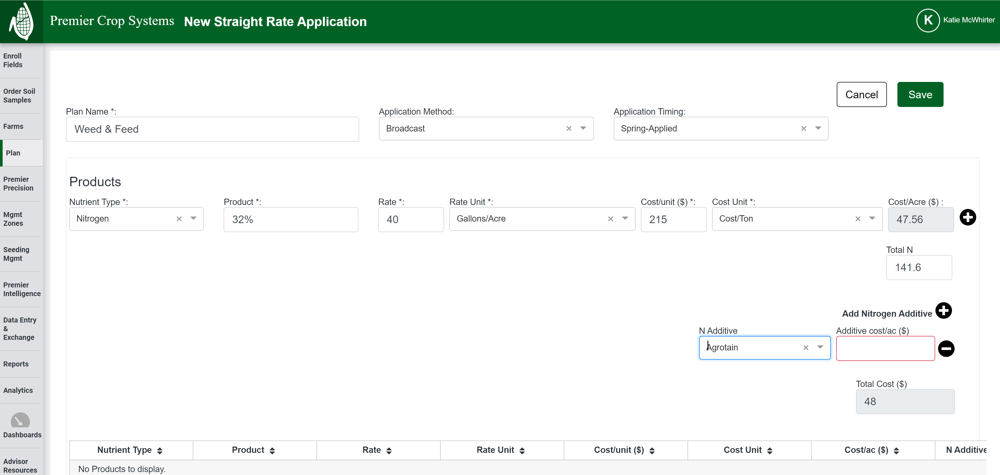 Premier Crop Systems New Straight Rate Application
K Katie McWhirter
Enroll
Fields
Order Soil
Samples
Farms
Plan
Premier
Precision
Mgmt
Zones
Seeding
Mgmt
Premier
Intelligence
Data Entry
&
Exchange
Reports
Analytics
Dashboards
Advisor
Resources
Cancel Save
Plan Name *: Application Method: Application Timing:
Weed & Feed Broadcast Spring-Applied
Products
Nutrient Type *: Product *: Rate *: Rate Unit *: Cost/unit ($) *: Cost Unit *: Cost/Acre ($) :
Nitrogen 32% 40 Gallons/Acre 215 Cost/Ton 47.56
Total N
141.6
Add Nitrogen Additive
N Additive Additive cost/ac ($)
Agrotain
Total Cost ($)
48
Nutrient Type Product Rate Rate Unit Cost/unit ($) Cost Unit Cost/ac ($) N Additive
No Products to display.